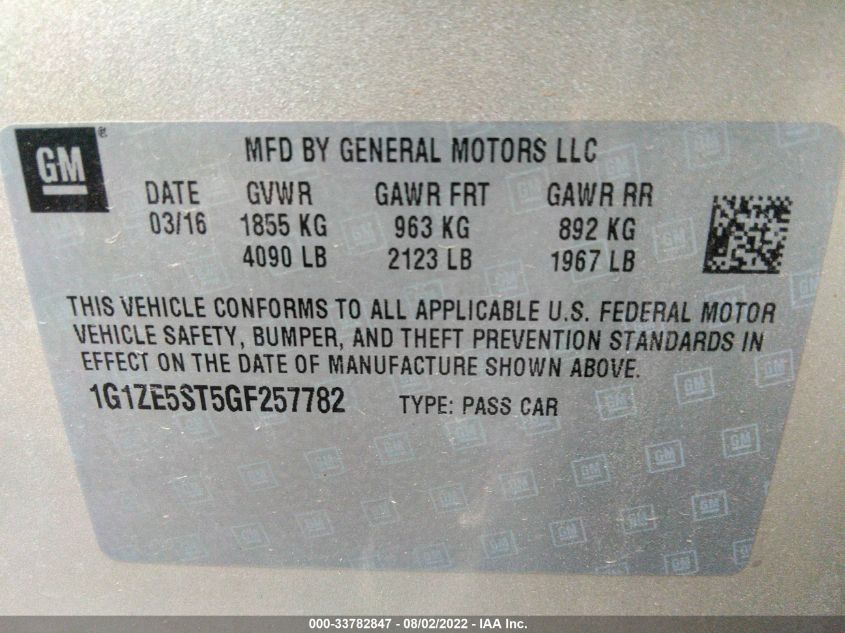 GM ®
MFD BY GENERAL MOTORS LLC
DATE GVWR GAWR FRT GAWR RR
03/16 1855 KG 963 KG 892 KG
4090 LB 2123 LB 1967 LB
THIS VEHICLE CONFORMS TO ALL APPLICABLE U.S. FEDERAL MOTOR
VEHICLE SAFETY, BUMPER, AND THEFT PREVENTION STANDARDS IN
EFFECT ON THE DATE OF MANUFACTURE SHOWN ABOVE.
1G1ZE5ST5GF257782 TYPE: PASS CAR
000-33782847 - 08/02/2022 - IAA Inc.